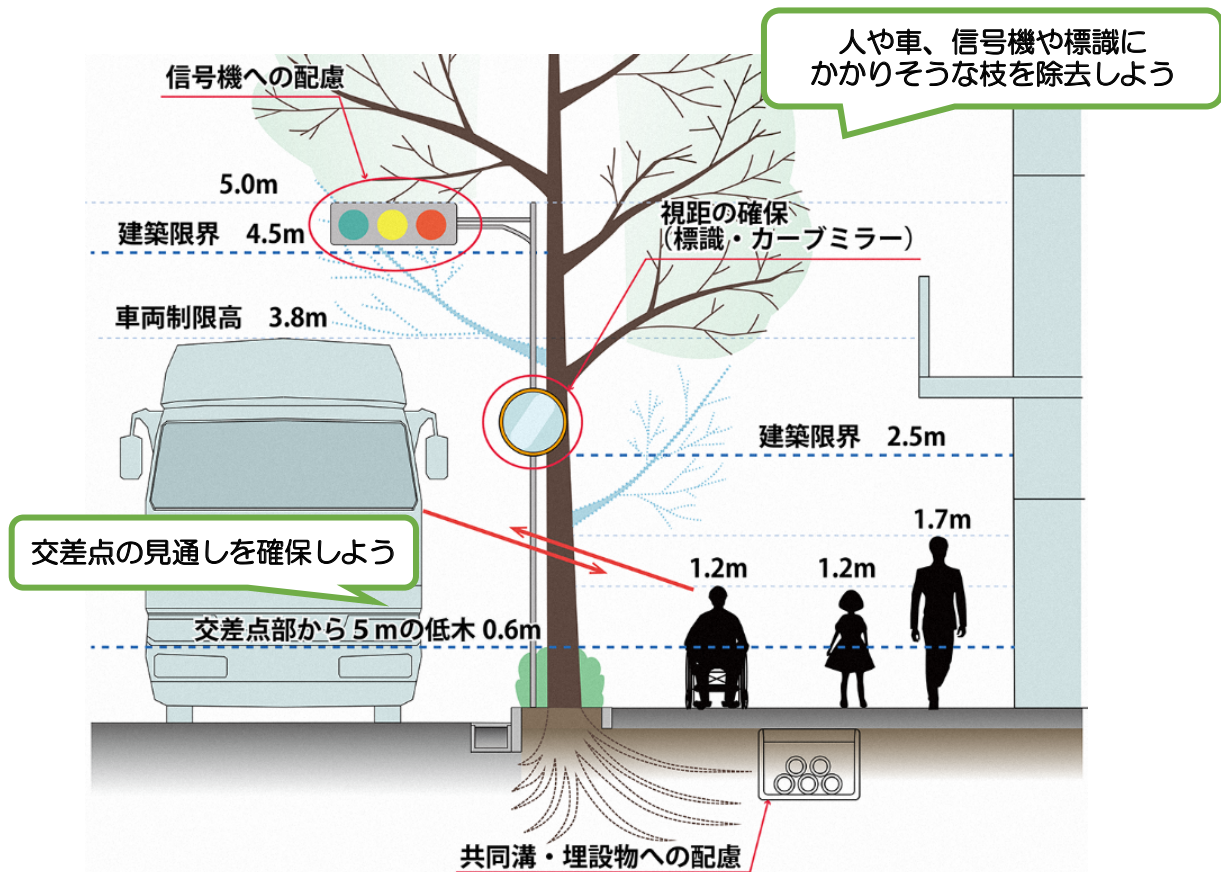 人や車、信号機や標識に
かかりそうな枝を除去しよう
信号機への配慮
5.0m
建築限界 4.5m
視距の確保
（標識・カーブミラー）
車両制限高 3.8m
建築限界 2.5m
1.7m
交差点の見通しを確保しよう
1.2m
1.2m
交差点部から５ｍの低木 0.6m
共同溝・埋設物への配慮